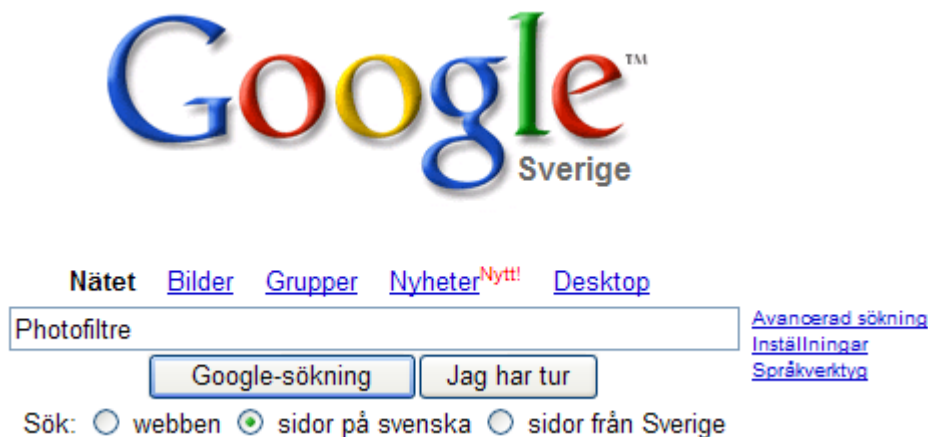 Google™
Sverige
Nätet Bilder Grupper Nyheter Nytt! Desktop
Photofiltre
Avancerad sökning
Inställningar
Språkverktyg
Google-sökning Jag har tur
Sök: webben sidor på svenska sidor från Sverige